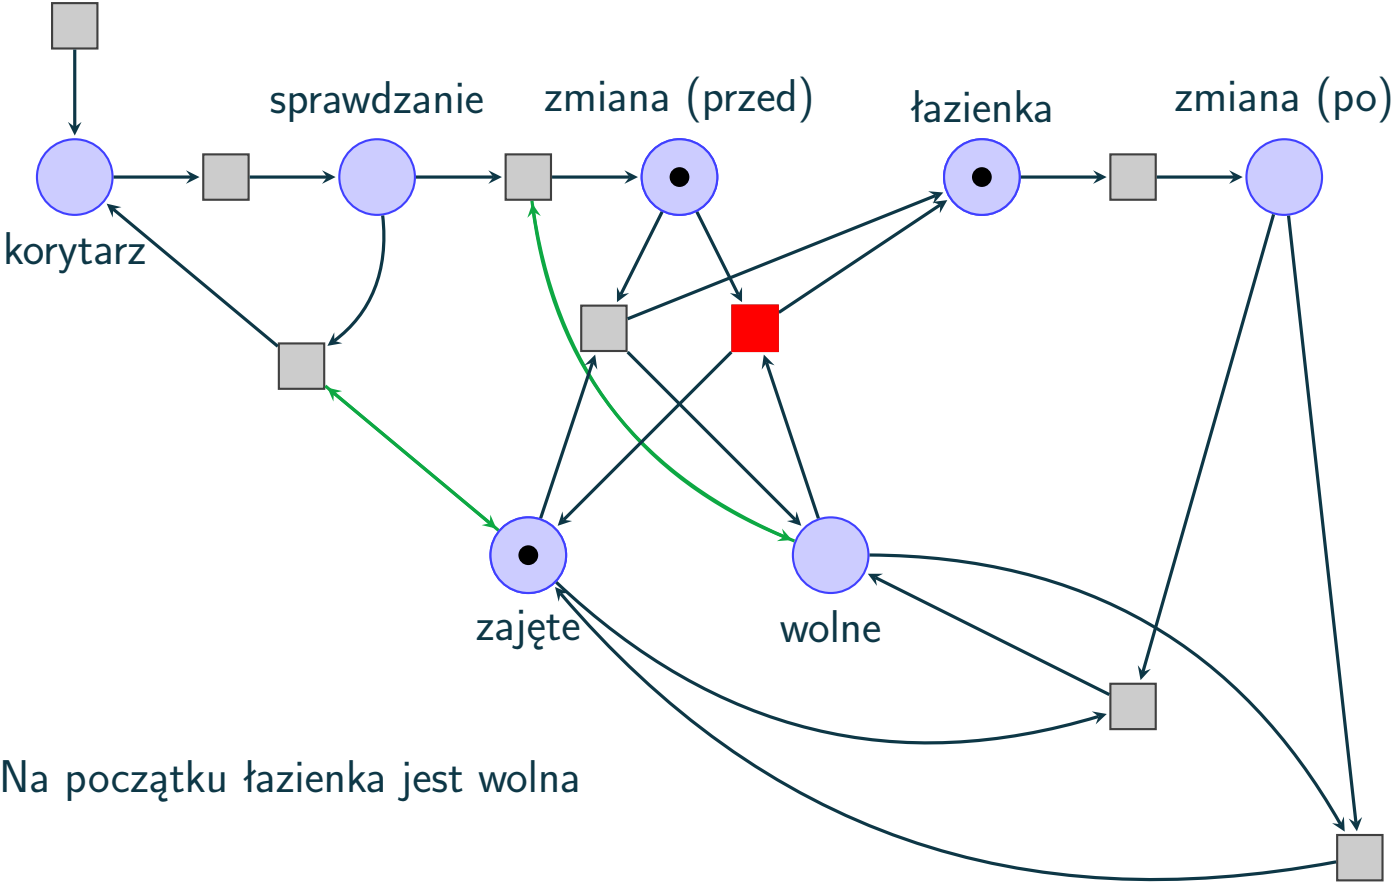 sprawdzanie
zmiana (przed)
łazienka
zmiana (po)
korytarz
zajęte
wolne
Na początku łazienka jest wolna